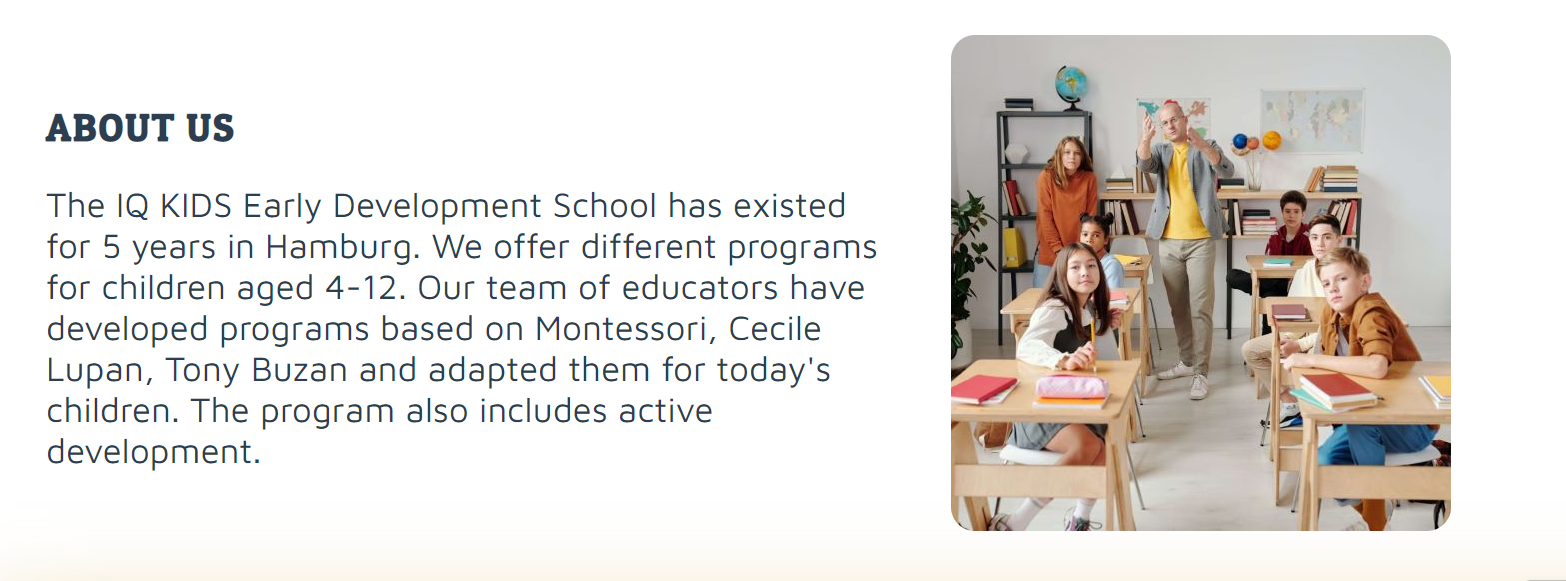 ABOUT US
The IQ KIDS Early Development School has existed
for 5 years in Hamburg. We offer different programs
for children aged 4-12. Our team of educators have
developed programs based on Montessori, Cecile
Lupan, Tony Buzan and adapted them for today's
children. The program also includes active
development.